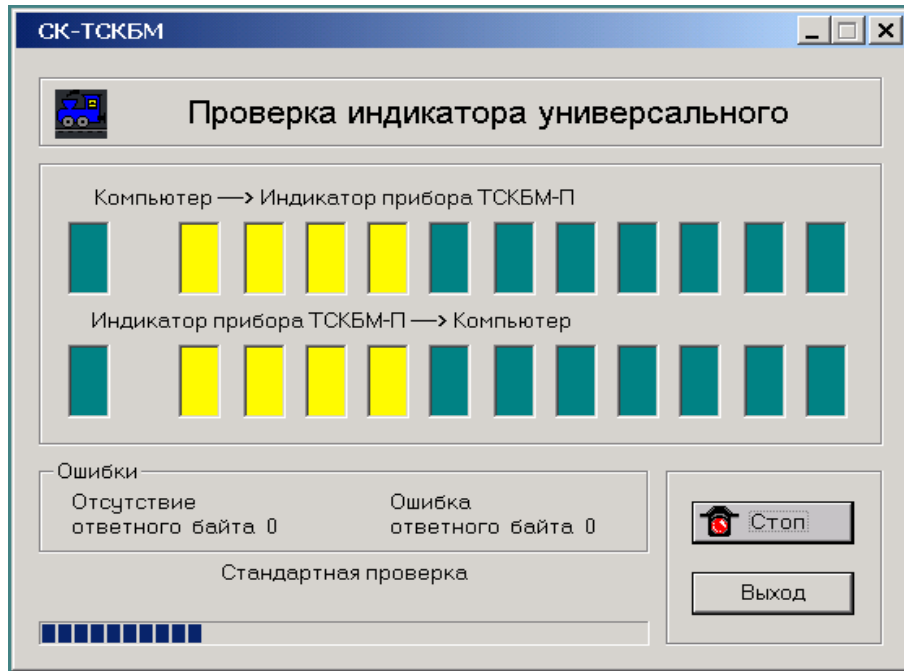 СК-ТСКБМ
Проверка индикатора универсального
Компьютер —> Индикатор прибора ТСКБМ-П
Индикатор прибора ТСКБМ-П —> Компьютер
Ошибки
Отсутствие
ответного байта 0
Ошибка
ответного байта 0
Стандартная проверка
Стоп
Выход